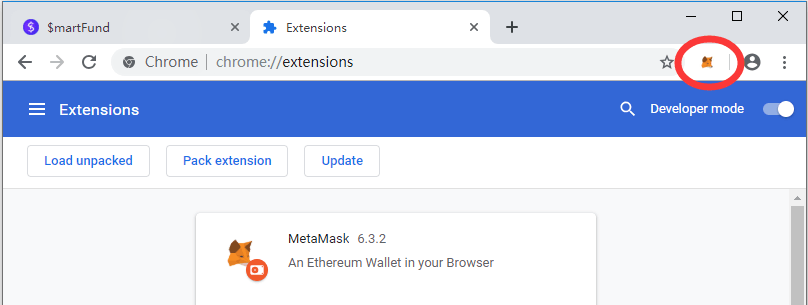 $martFund
Extensions
Chrome | chrome://extensions
Extensions
Developer mode
Load unpacked
Pack extension
Update
MetaMask 6.3.2
An Ethereum Wallet in your Browser